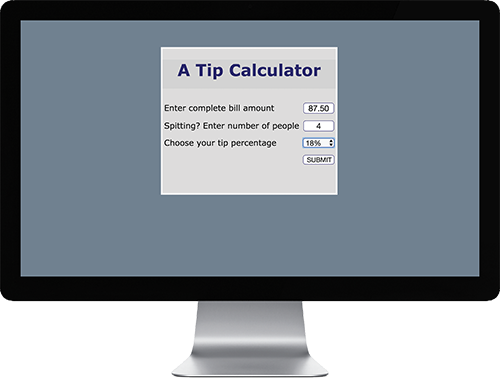 A Tip Calculator
Enter complete bill amount 87.50
Spitting? Enter number of people 4
Choose your tip percentage 18%
SUBMIT